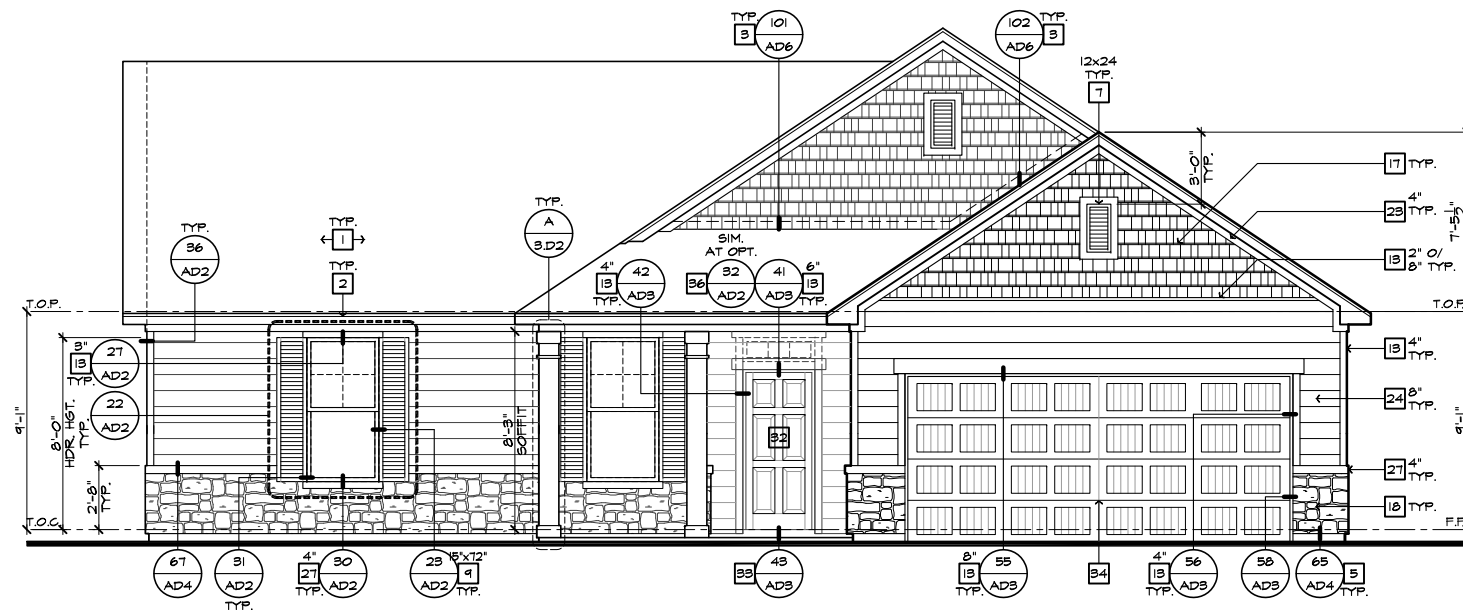 TYP.
3
101
AD6
102
AD6
TYP.
3
12x24
TYP.
7
3'-0"
TYP.
17 TYP.
4"
23 TYP.
7'-5½"
13 2" O/
8" TYP.
TYP.
A
3.D2
TYP.
1
TYP.
2
TYP.
36
AD2
SIM.
AT OPT.
4"
13
TYP.
42
AD3
36
32
AD2
41
AD3
6"
13
TYP.
T.O.P.
T.O.P.
3"
13
TYP.
27
AD2
22
AD2
9'-1"
8'-0"
HDR. HGT.
TYP.
2'-8"
TYP.
8'-3"
SOFFIT
32
13 4"
TYP.
24 8"
TYP.
9'-1"
27 4"
TYP.
18 TYP.
T.O.C.
F.F.
67
AD4
31
AD2
TYP.
4"
27
TYP.
30
AD2
23
AD2
15"x72"
9
33
43
AD3
8"
13
TYP.
55
AD3
34
4"
13
TYP.
56
AD3
58
AD3
65
AD4
TYP.
5